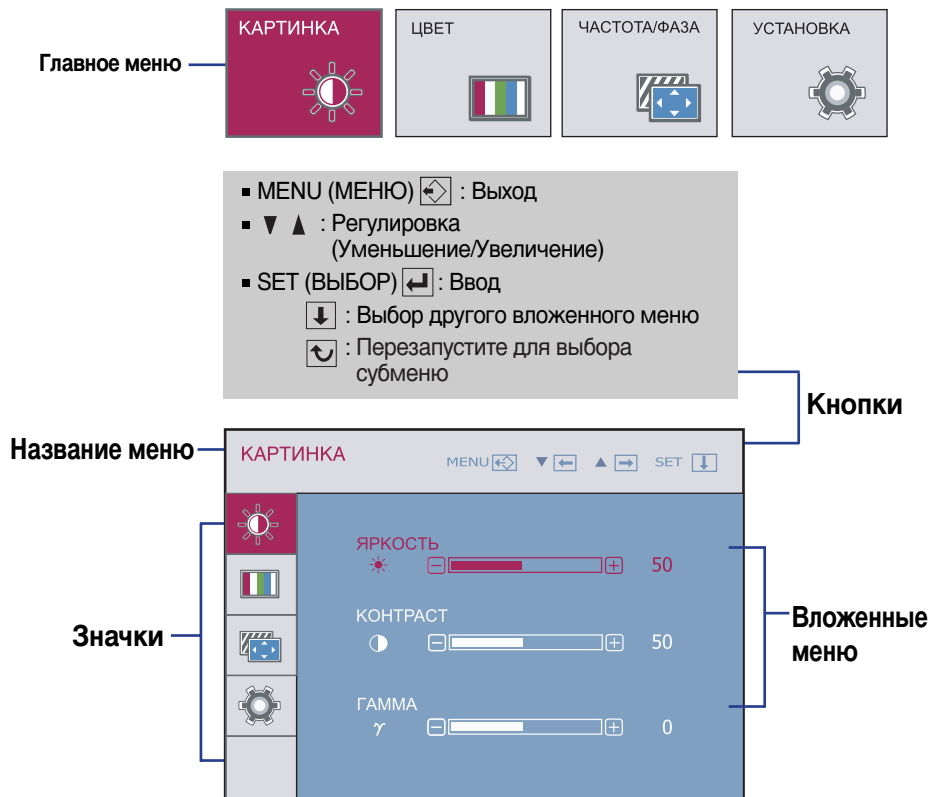 КАРТИНКА
ЦВЕТ
ЧАСТОТА/ФАЗА
УСТАНОВКА
Главное меню
MENU (МЕНЮ) : Выход
▼ ▲ : Регулировка
(Уменьшение/Увеличение)
SET (ВЫБОР) : Ввод
: Выбор другого вложенного меню
: Перезапустите для выбора
субменю
Кнопки
Название меню
КАРТИНКА
MENU ▼ ▲ SET
ЯРКОСТЬ
50
КОНТРАСТ
50
ГАММА
γ 0
Значки
Вложенные
меню